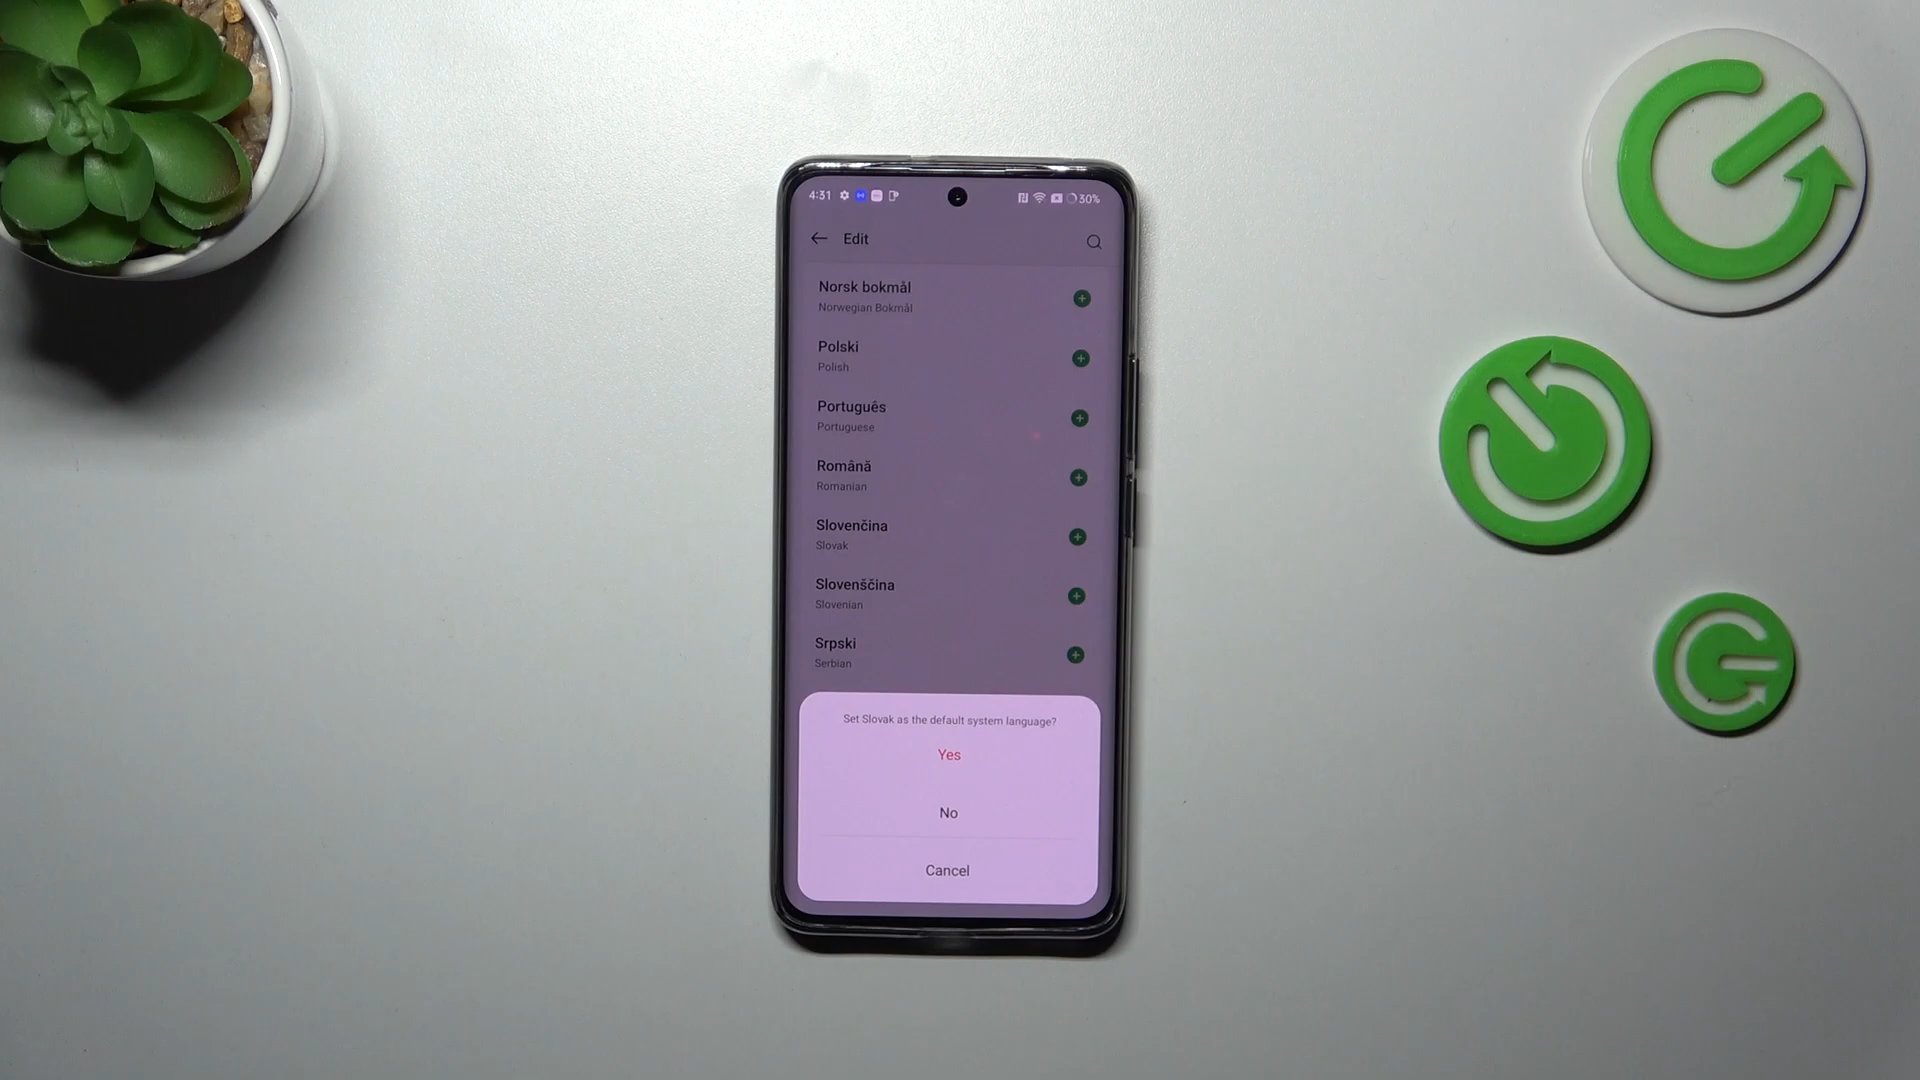 4:31 30%
Edit
Norsk bokmål
Norwegian Bokmål
Polski
Polish
Português
Portuguese
Română
Romanian
Slovenčina
Slovak
Slovenščina
Slovenian
Srpski
Serbian
Set Slovak as the default system language?
Yes
No
Cancel